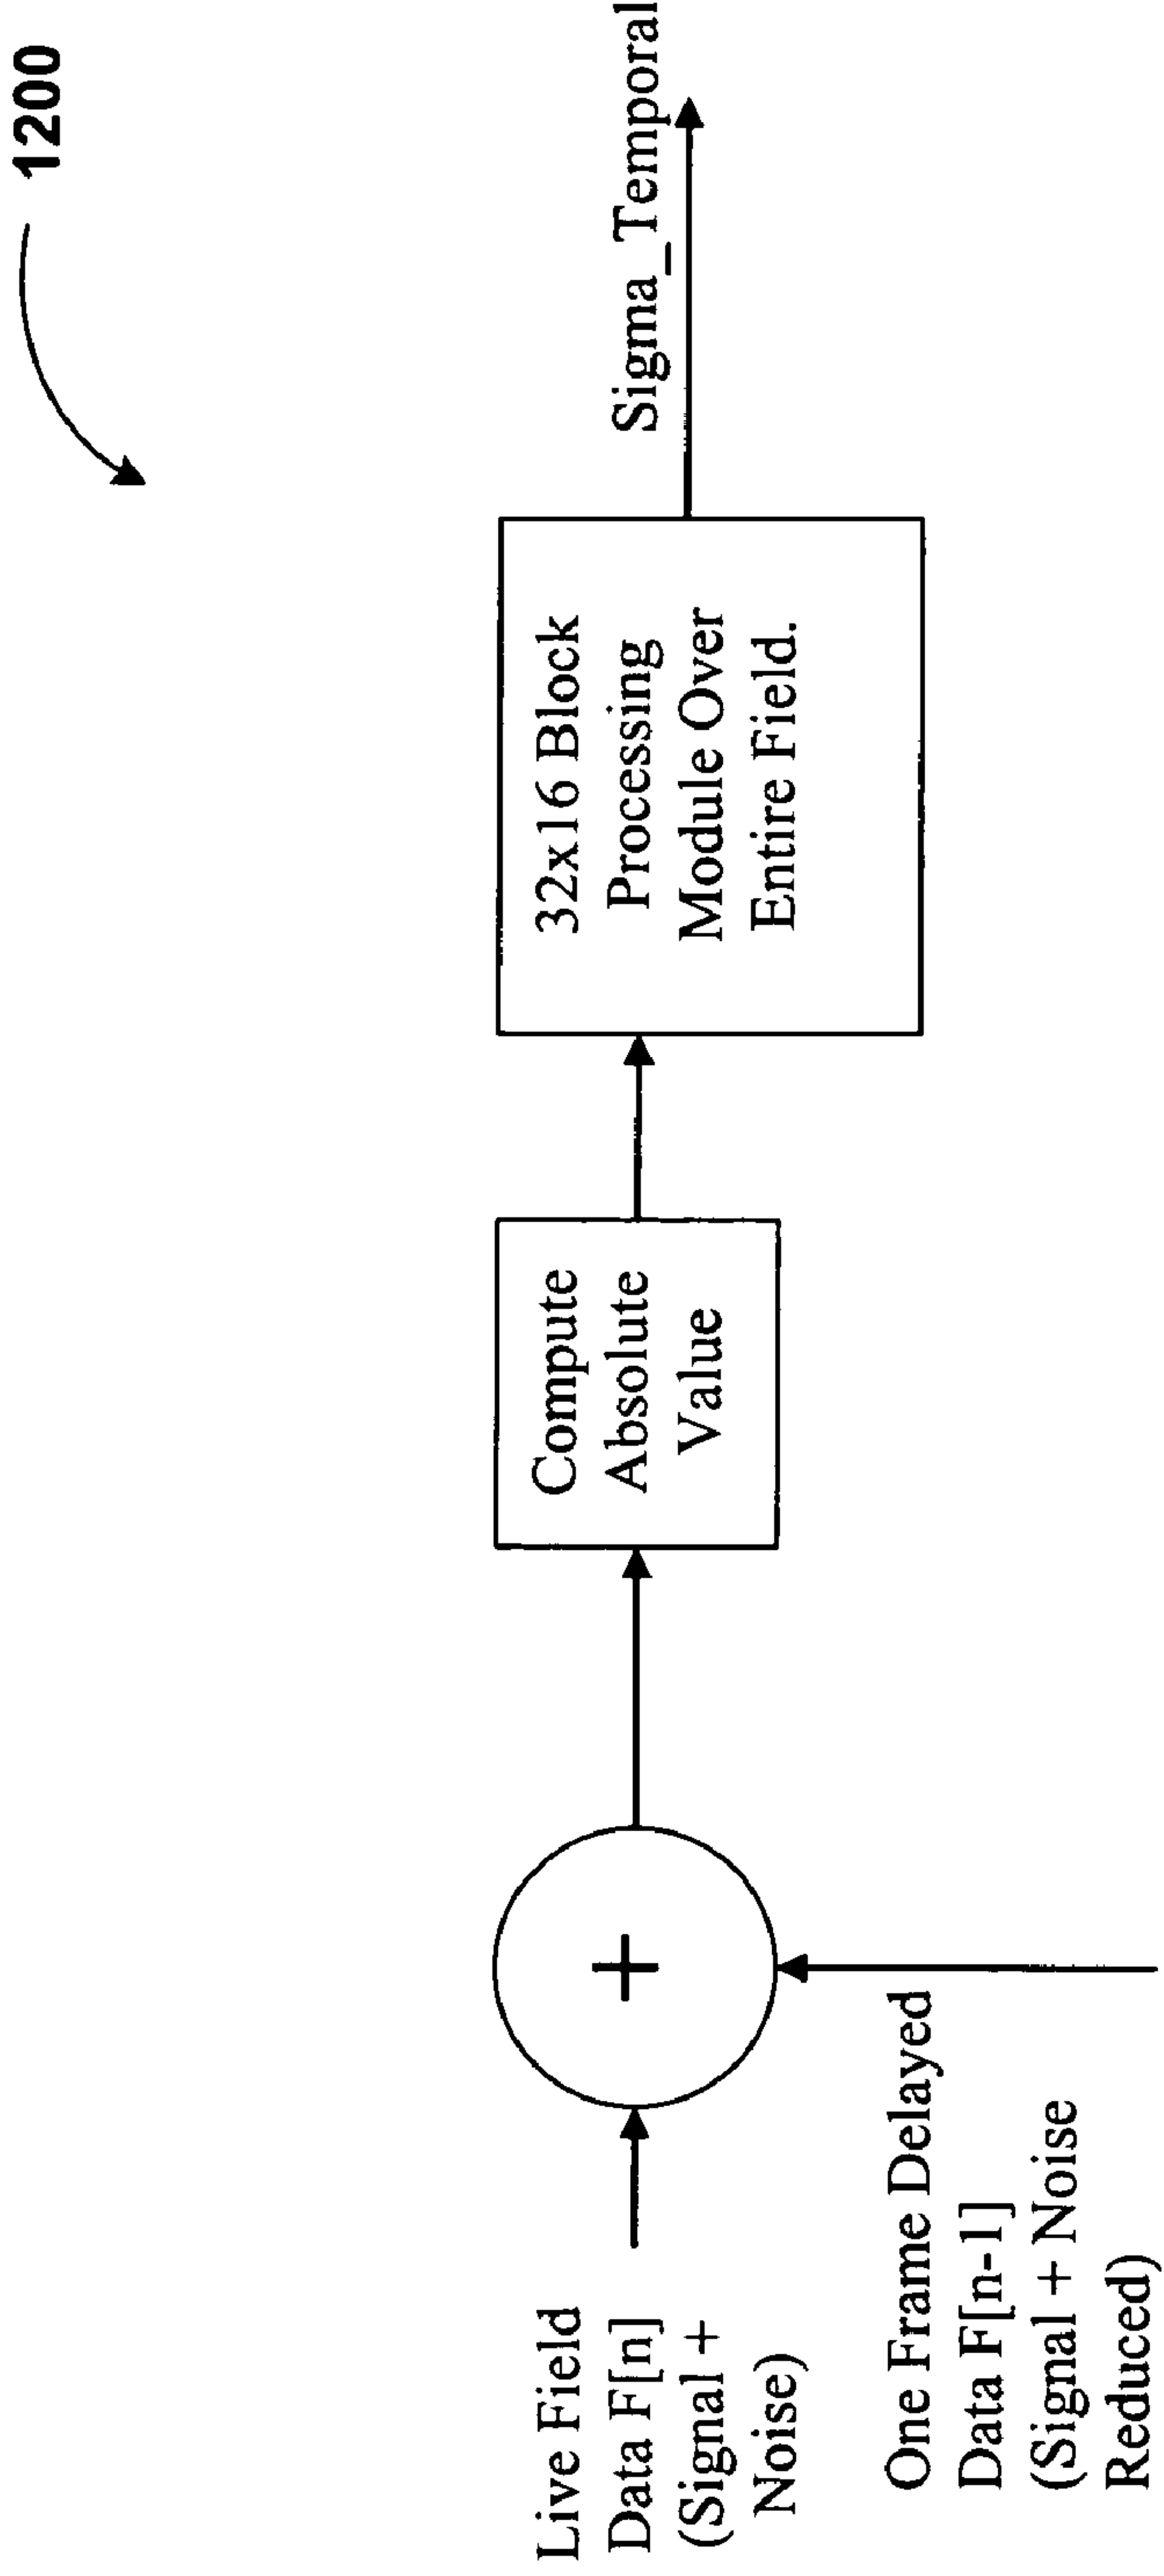 1200
Live Field
Data F[n]
(Signal +
Noise)
One Frame Delayed
Data F[n-1]
(Signal + Noise
Reduced)
+
Compute
Absolute
Value
32x16 Block
Processing
Module Over
Entire Field.
Sigma_Temporal